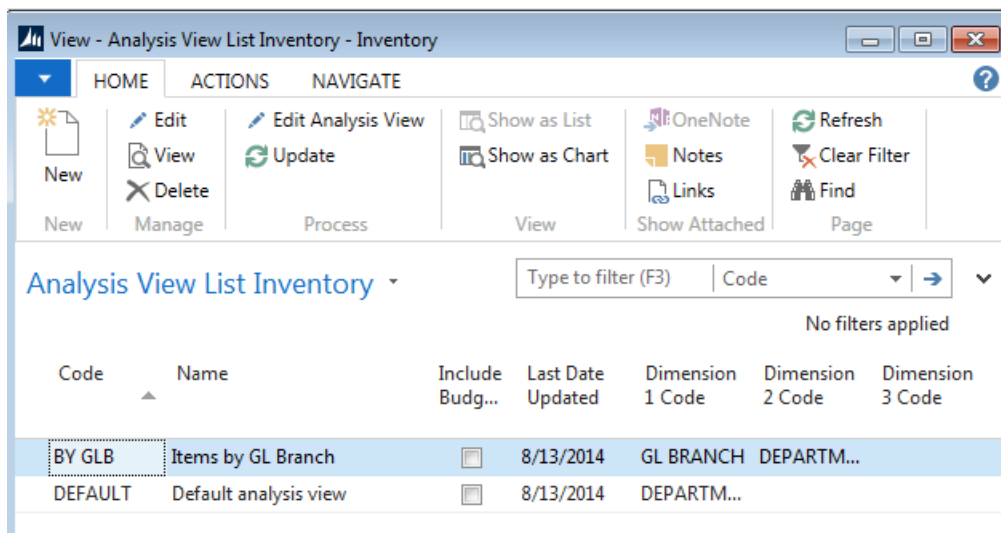 View - Analysis View List Inventory - Inventory
HOME ACTIONS NAVIGATE
New
Edit
View
Delete
Edit Analysis View
Update
Show as List
Show as Chart
OneNote
Notes
Links
Refresh
Clear Filter
Find
New Manage Process View Show Attached Page
Analysis View List Inventory
Type to filter (F3) Code
No filters applied
Code Name Include Budg... Last Date Updated Dimension 1 Code Dimension 2 Code Dimension 3 Code
BY GLB Items by GL Branch 8/13/2014 GL BRANCH DEPARTM...
DEFAULT Default analysis view 8/13/2014 DEPARTM...